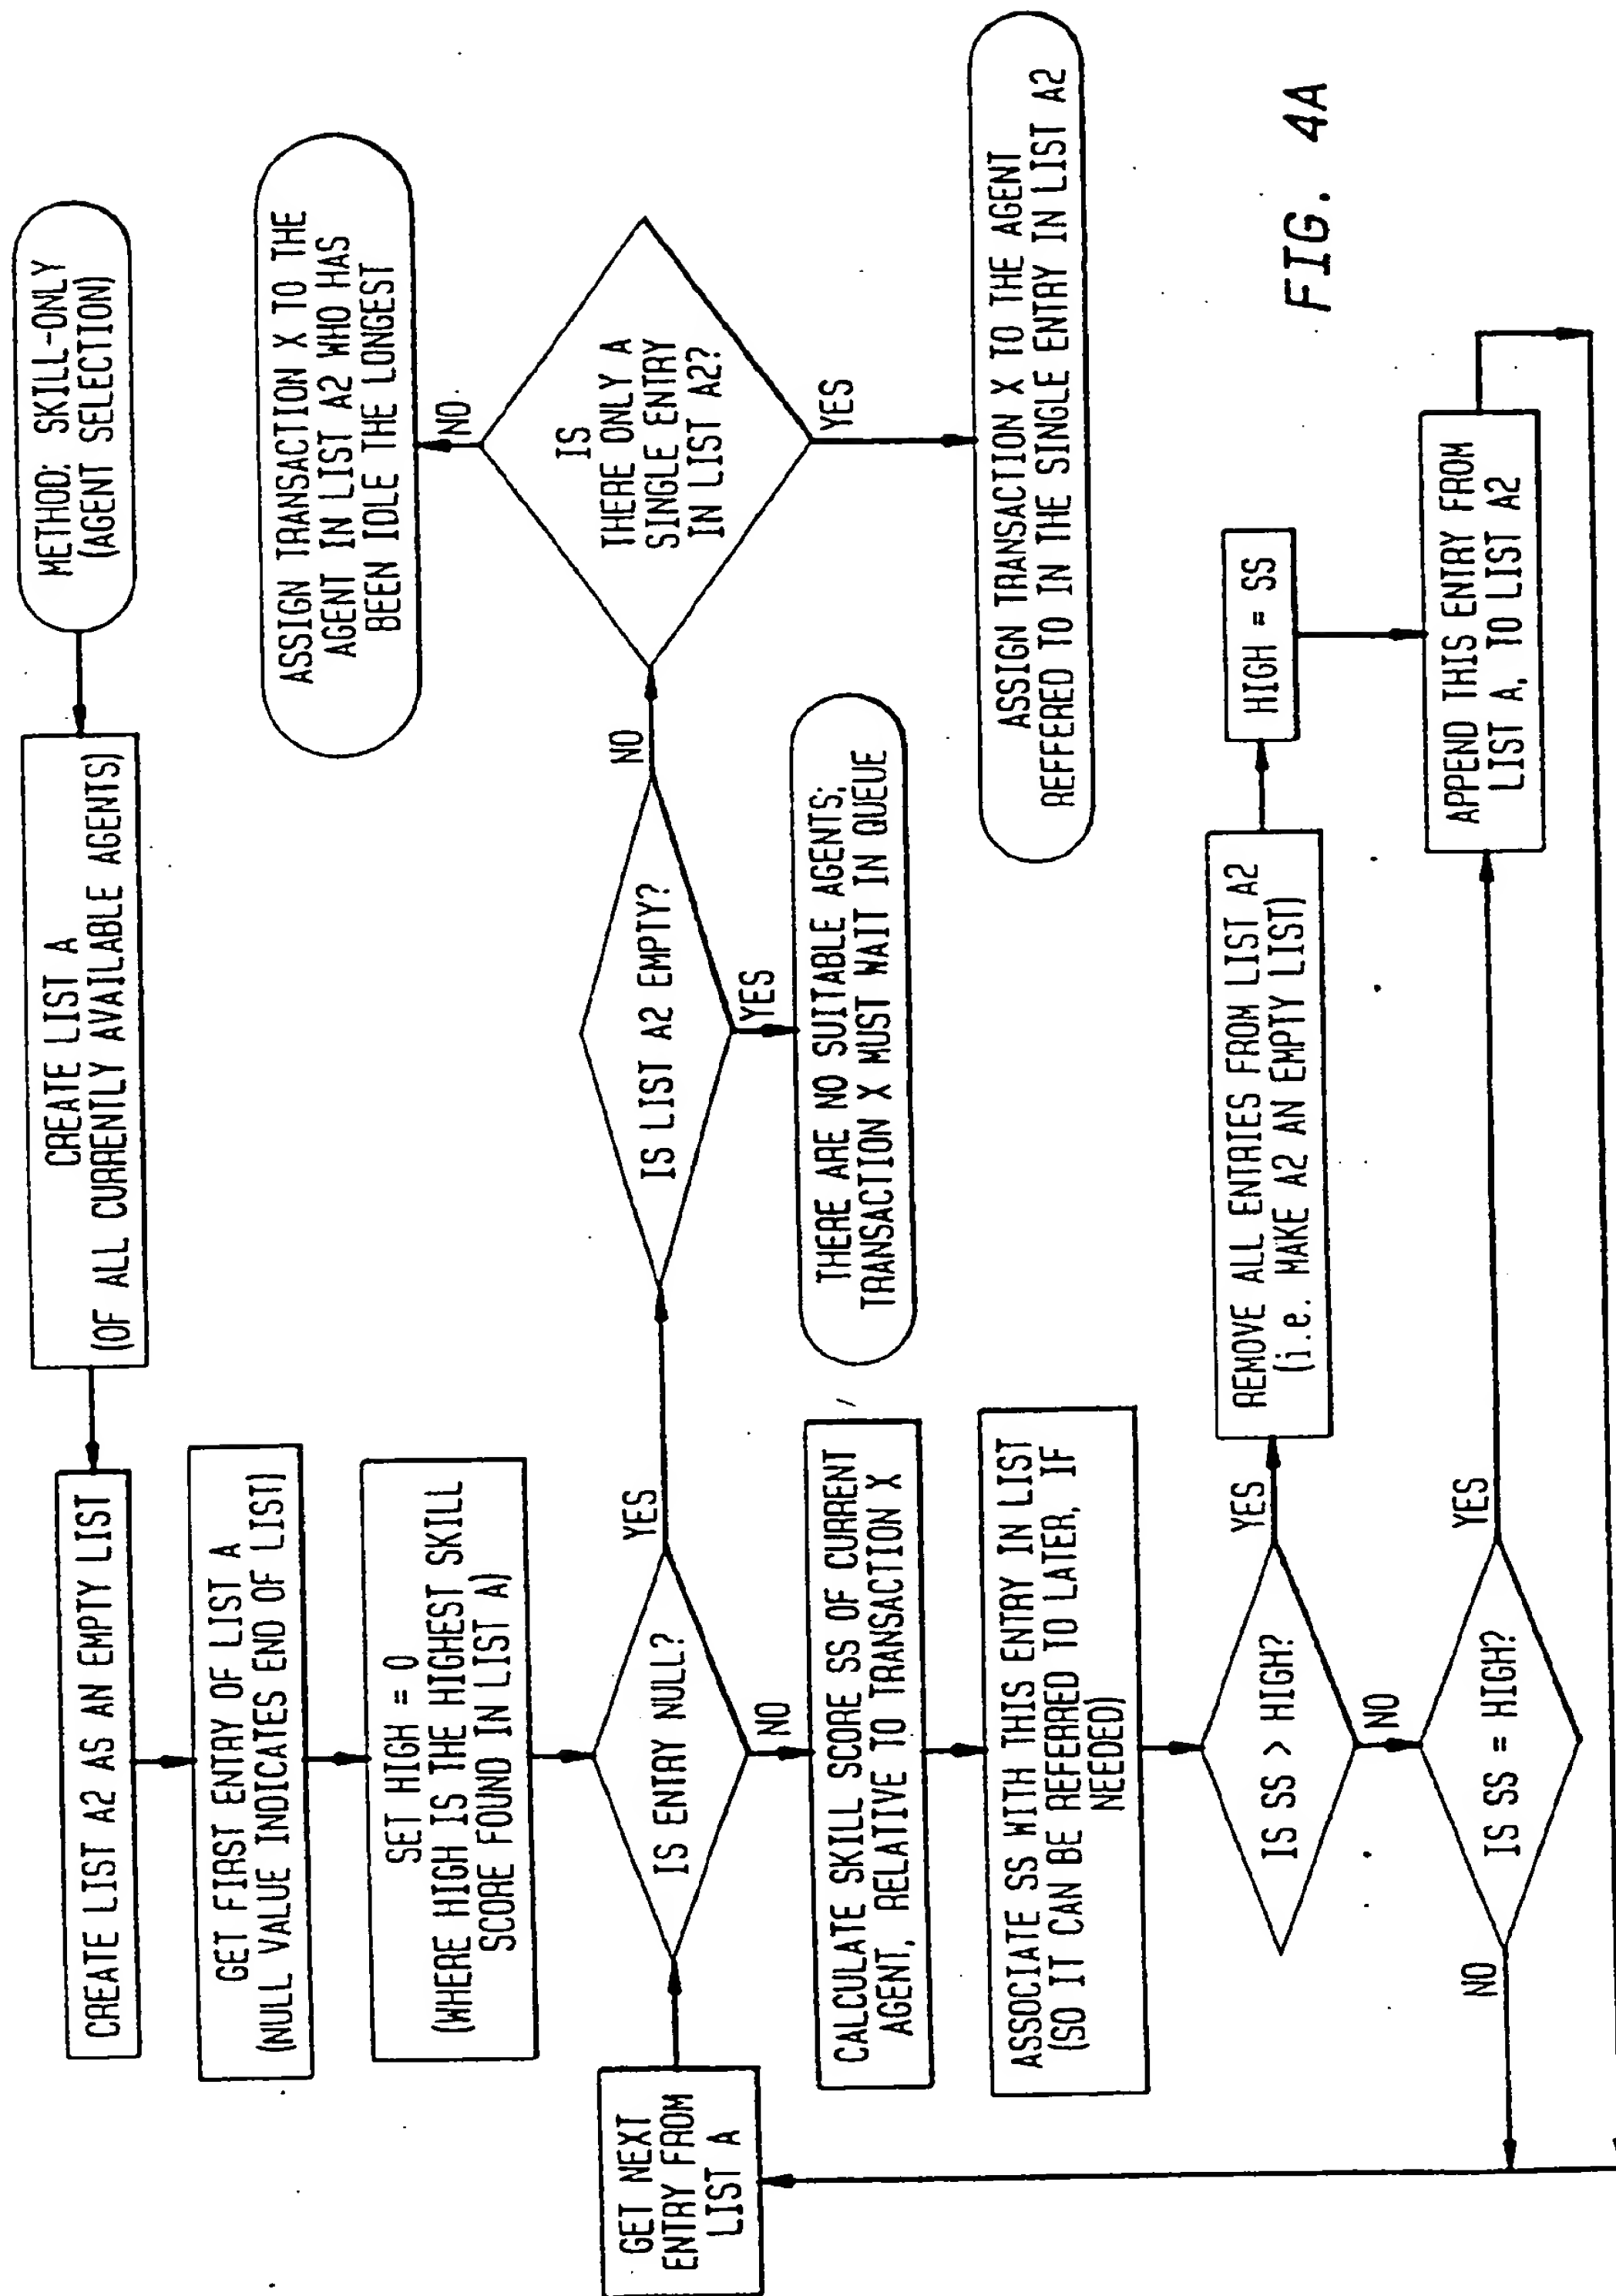 METHOD: SKILL-ONLY
(AGENT SELECTION)
CREATE LIST A
(OF ALL CURRENTLY AVAILABLE AGENTS)
CREATE LIST A2 AS AN EMPTY LIST
GET FIRST ENTRY OF LIST A
(NULL VALUE INDICATES END OF LIST)
SET HIGH = 0
(WHERE HIGH IS THE HIGHEST SKILL
SCORE FOUND IN LIST A)
GET NEXT
ENTRY FROM
LIST A
IS ENTRY NULL?
YES
NO
IS LIST A2 EMPTY?
NO
YES
THERE ARE NO SUITABLE AGENTS;
TRANSACTION X MUST WAIT IN QUEUE
IS
THERE ONLY A
SINGLE ENTRY
IN LIST A2?
NO
YES
ASSIGN TRANSACTION X TO THE
AGENT IN LIST A2 WHO HAS
BEEN IDLE THE LONGEST
ASSIGN TRANSACTION X TO THE AGENT
REFFERED TO IN THE SINGLE ENTRY IN LIST A2
CALCULATE SKILL SCORE SS OF CURRENT
AGENT, RELATIVE TO TRANSACTION X
ASSOCIATE SS WITH THIS ENTRY IN LIST
(SO IT CAN BE REFERRED TO LATER, IF
NEEDED)
IS SS > HIGH?
YES
NO
REMOVE ALL ENTRIES FROM LIST A2
(i.e. MAKE A2 AN EMPTY LIST)
HIGH = SS
IS SS = HIGH?
YES
NO
APPEND THIS ENTRY FROM
LIST A, TO LIST A2
FIG. 4A